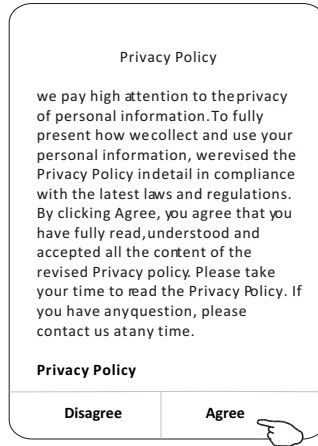 Privacy Policy
we pay high attention to theprivacy
of personal information.To fully
present how wecollect and use your
personal information, werevised the
Privacy Policy indetail in compliance
with the latest laws and regulations.
By clicking Agree, you agree that you
have fully read,understood and
accepted all the content of the
revised Privacy policy. Please take
your time to read the Privacy Policy. If
you have anyquestion, please
contact us atany time.
Privacy Policy
Disagree Agree